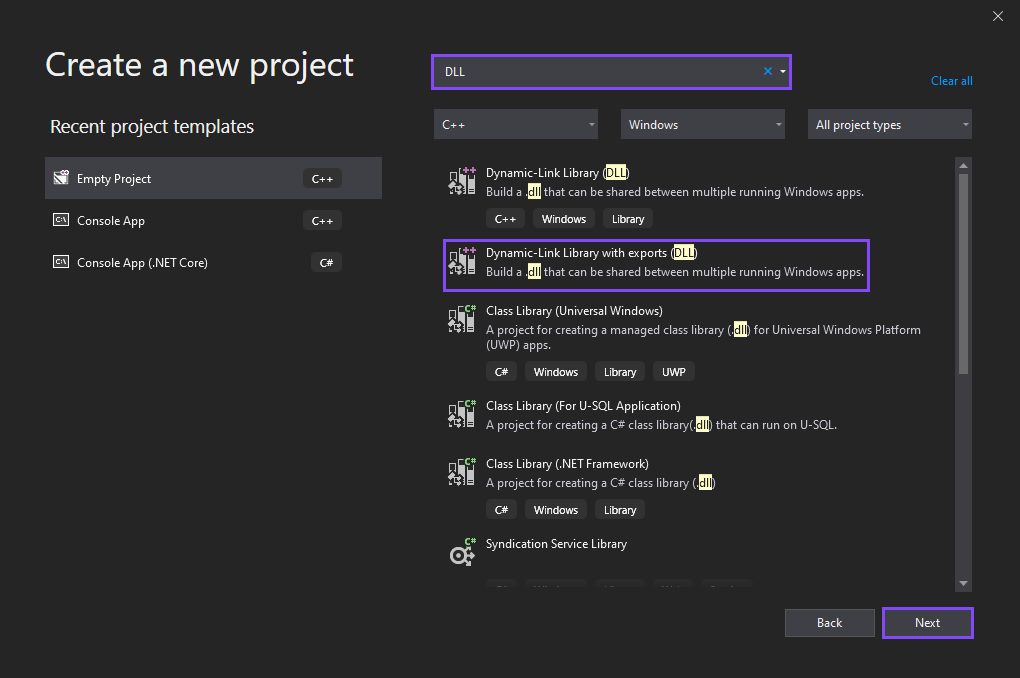 Create a new project
Recent project templates
Empty Project C++
Console App C++
Console App (.NET Core) C#
DLL
Clear all
C++ Windows All project types
Dynamic-Link Library (DLL)
Build a .dll that can be shared between multiple running Windows apps.
C++ Windows Library
Dynamic-Link Library with exports (DLL)
Build a .dll that can be shared between multiple running Windows apps.
Class Library (Universal Windows)
A project for creating a managed class library (.dll) for Universal Windows Platform
(UWP) apps.
C# Windows Library UWP
Class Library (For U-SQL Application)
A project for creating a C# class library(.dll) that can run on U-SQL.
Class Library (.NET Framework)
A project for creating a C# class library (.dll)
C# Windows Library
Syndication Service Library
Back Next